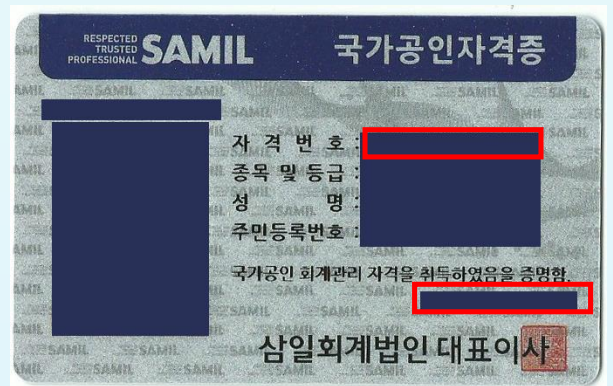 RESPECTED
TRUSTED
PROFESSIONAL SAMIL
국가공인자격증
자 격 번 호 :
종목 및 등급 :
성 명 :
주민등록번호 :
국가공인 회계관리 자격을 취득하였음을 증명함.
삼일회계법인 대표이사